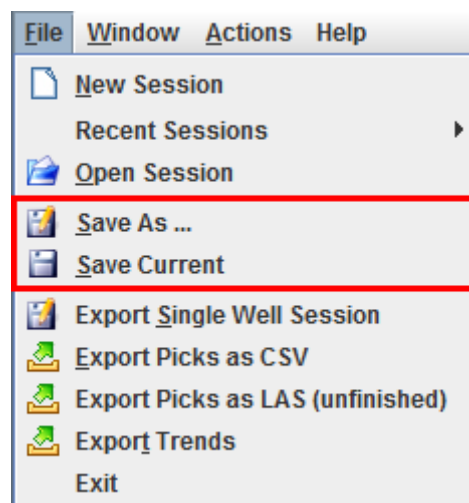 File Window Actions Help
New Session
Recent Sessions
Open Session
Save As ...
Save Current
Export Single Well Session
Export Picks as CSV
Export Picks as LAS (unfinished)
Export Trends
Exit